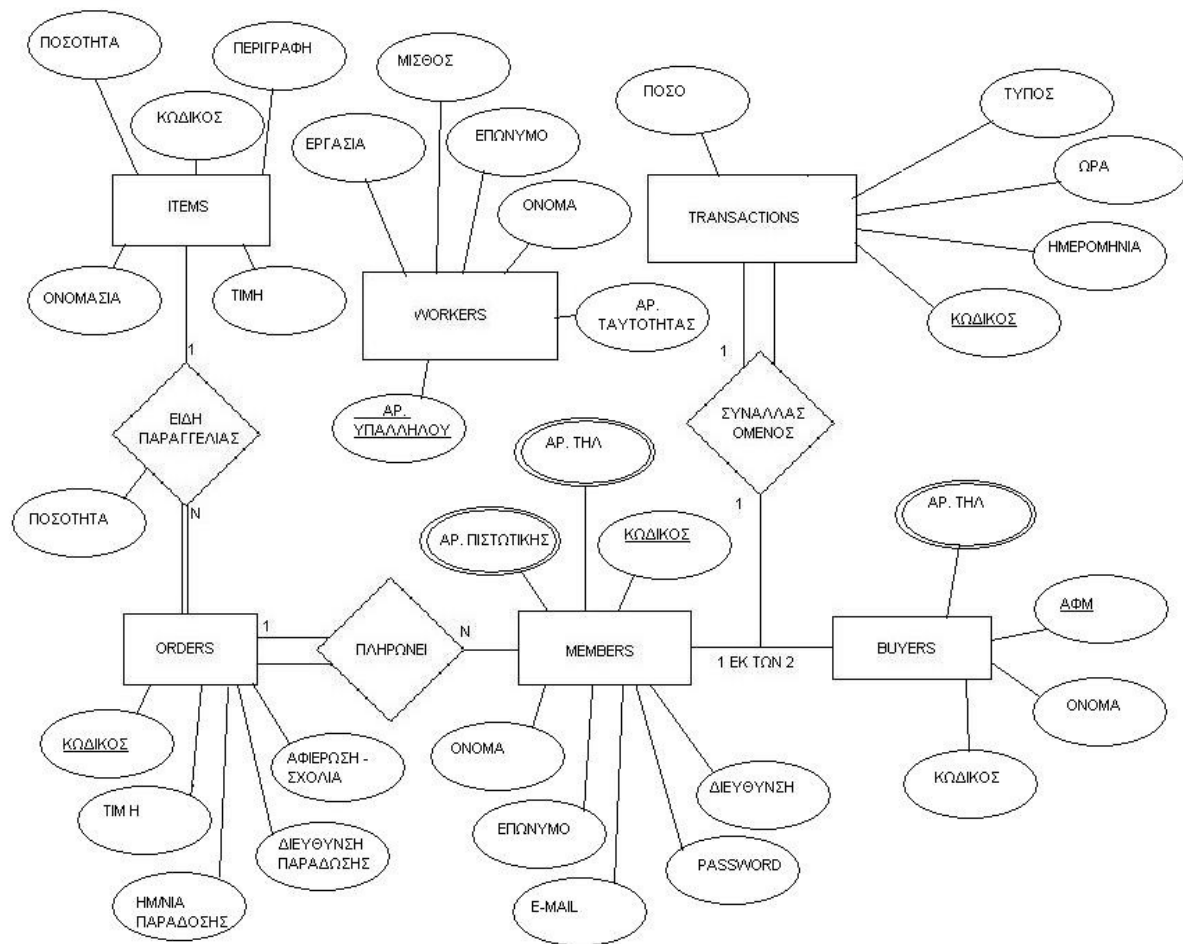 ΠΟΣΟΤΗΤΑ
ΠΕΡΙΓΡΑΦΗ
ΚΩΔΙΚΟΣ
ITEMS
ΟΝΟΜΑΣΙΑ
ΤΙΜΗ
ΜΙΣΘΟΣ
ΕΡΓΑΣΙΑ
ΕΠΩΝΥΜΟ
ΟΝΟΜΑ
WORKERS
ΑΡ.
ΤΑΥΤΟΤΗΤΑΣ
ΑΡ.
ΥΠΑΛΛΗΛΟΥ
ΠΟΣΟ
ΤΥΠΟΣ
ΩΡΑ
TRANSACTIONS
ΗΜΕΡΟΜΗΝΙΑ
ΚΩΔΙΚΟΣ
1
ΕΙΔΗ
ΠΑΡΑΓΓΕΛΙΑΣ
N
ΠΟΣΟΤΗΤΑ
1
ΣΥΝΑΛΛΑΣ
ΟΜΕΝΟΣ
1
ΑΡ. ΤΗΛ
ΑΡ. ΠΙΣΤΩΤΙΚΗΣ
ΚΩΔΙΚΟΣ
ΑΡ. ΤΗΛ
ΑΦΜ
ORDERS
1
ΠΛΗΡΩΝΕΙ
N
MEMBERS
1 ΕΚ ΤΩΝ 2
BUYERS
ΟΝΟΜΑ
ΚΩΔΙΚΟΣ
ΚΩΔΙΚΟΣ
ΑΦΙΕΡΩΣΗ -
ΣΧΟΛΙΑ
ΤΙΜ Η
ΔΙΕΥΘΥΝΣΗ
ΠΑΡΑΔΩΣΗΣ
ΗΜ/ΝΙΑ
ΠΑΡΑΔΟΣΗΣ
ΟΝΟΜΑ
ΕΠΩΝΥΜΟ
E-MAIL
PASSWORD
ΔΙΕΥΘΥΝΣΗ